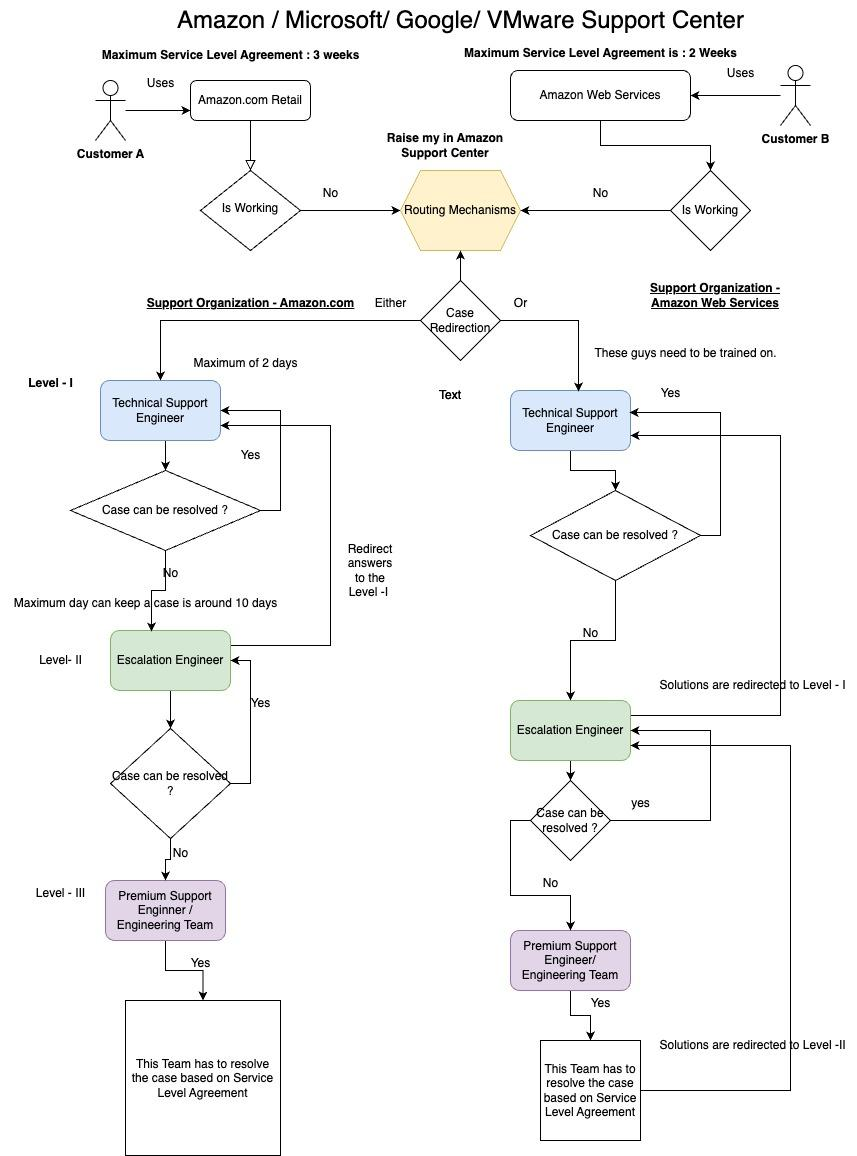 Amazon / Microsoft/ Google/ VMware Support Center
Maximum Service Level Agreement : 3 weeks
Maximum Service Level Agreement is : 2 Weeks
Uses
Amazon.com Retail
Customer A
Amazon Web Services
Uses
Customer B
Raise my in Amazon
Support Center
Is Working
No
Routing Mechanisms
No
Is Working
Support Organization - Amazon.com
Either
Case
Redirection
Or
Support Organization -
Amazon Web Services
Maximum of 2 days
These guys need to be trained on.
Level - I
Text
Technical Support
Engineer
Yes
Case can be resolved ?
No
Redirect
answers
to the
Level -I
Maximum day can keep a case is around 10 days
Level- II
Escalation Engineer
Yes
Case can be resolved
?
No
Level - III
Premium Support
Enginner /
Engineering Team
Yes
This Team has to resolve
the case based on Service
Level Agreement
Technical Support
Engineer
Yes
Case can be resolved ?
No
Solutions are redirected to Level - I
Escalation Engineer
Case can be
resolved ?
yes
No
Premium Support
Engineer/
Engineering Team
Yes
Solutions are redirected to Level -II
This Team has to
resolve the case
based on Service
Level Agreement